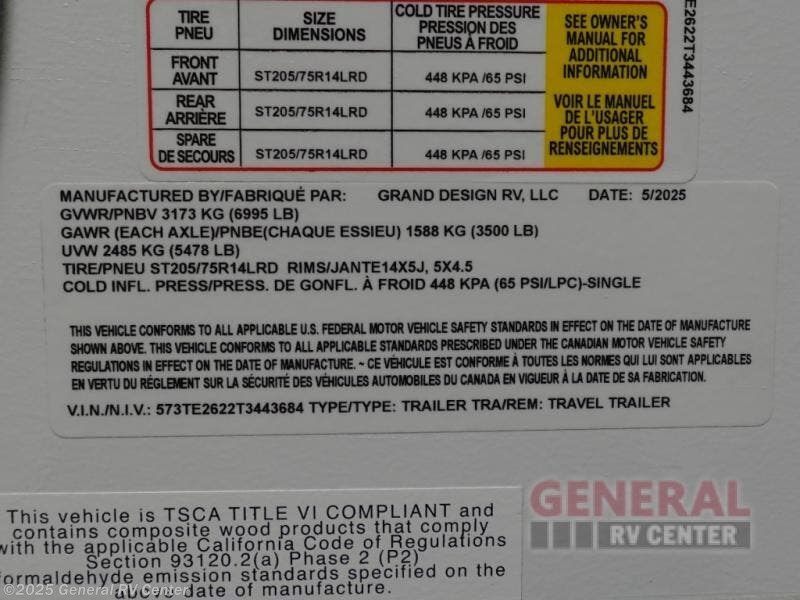 TIRE PNEU SIZE DIMENSIONS COLD TIRE PRESSURE PRESSION DES PNEUS À FROID
FRONT AVANT ST205/75R14LRD 448 KPA /65 PSI
REAR ARRIÈRE ST205/75R14LRD 448 KPA /65 PSI
SPARE DE SECOURS ST205/75R14LRD 448 KPA /65 PSI
SEE OWNER'S
MANUAL FOR
ADDITIONAL
INFORMATION
VOIR LE MANUEL
DE L'USAGER
POUR PLUS DE
RENSEIGNEMENTS
TE2622T3443684
MANUFACTURED BY/FABRIQUÉ PAR: GRAND DESIGN RV, LLC DATE: 5/2025
GVWR/PNBV 3173 KG (6995 LB)
GAWR (EACH AXLE)/PNBE(CHAQUE ESSIEU) 1588 KG (3500 LB)
UVW 2485 KG (5478 LB)
TIRE/PNEU ST205/75R14LRD RIMS/JANTE14X5J, 5X4.5
COLD INFL. PRESS/PRESS. DE GONFL. À FROID 448 KPA (65 PSI/LPC)-SINGLE
THIS VEHICLE CONFORMS TO ALL APPLICABLE U.S. FEDERAL MOTOR VEHICLE SAFETY STANDARDS IN EFFECT ON THE DATE OF MANUFACTURE
SHOWN ABOVE. THIS VEHICLE CONFORMS TO ALL APPLICABLE STANDARDS PRESCRIBED UNDER THE CANADIAN MOTOR VEHICLE SAFETY
REGULATIONS IN EFFECT ON THE DATE OF MANUFACTURE. ~ CE VÉHICULE EST CONFORME À TOUTES LES NORMES QUI LUI SONT APPLICABLES
EN VERTU DU RÉGLEMENT SUR LA SÉCURITÉ DES VÉHICULES AUTOMOBILES DU CANADA EN VIGUEUR À LA DATE DE SA FABRICATION.
V.I.N./N.I.V.: 573TE2622T3443684 TYPE/TYPE: TRAILER TRA/REM: TRAVEL TRAILER
This vehicle is TSCA TITLE VI COMPLIANT and
contains composite wood products that comply
with the applicable California Code of Regulations
Section 93120.2(a) Phase 2 (P2)
formaldehyde emission standards specified on the
above date of manufacture.
GENERAL
RV CENTER
©2025 General RV Center